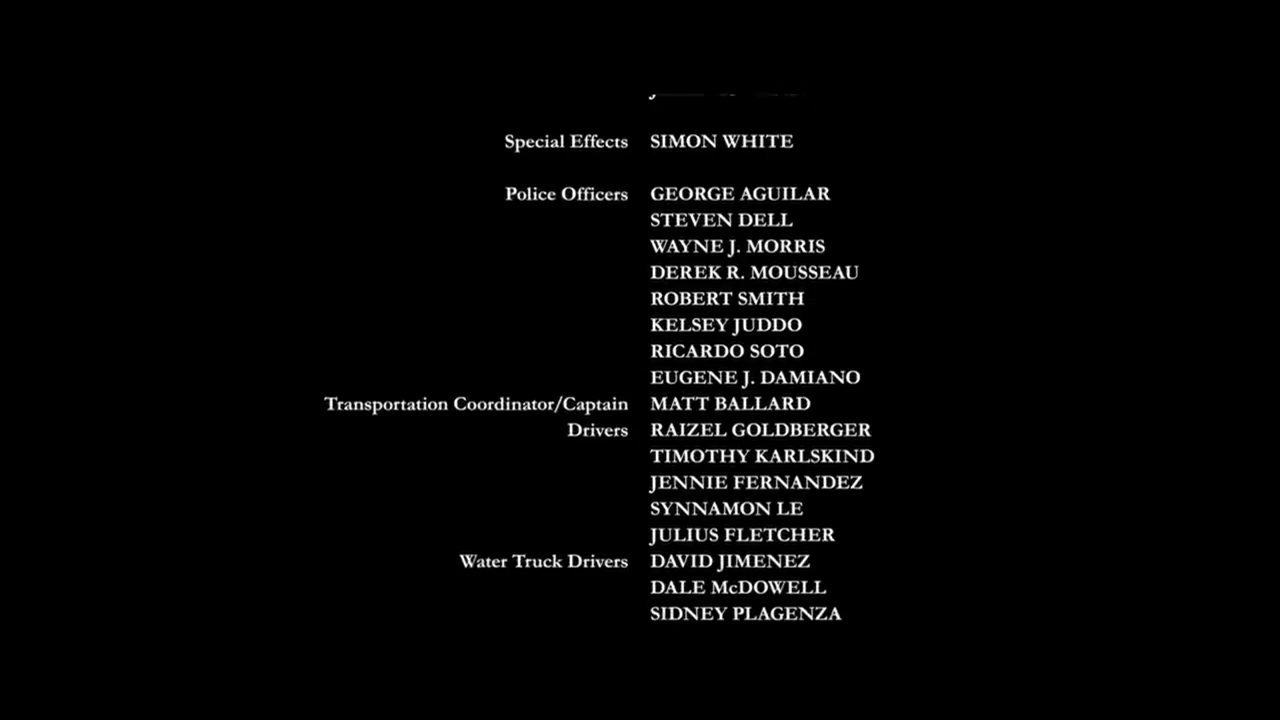 Special Effects SIMON WHITE
Police Officers GEORGE AGUILAR
STEVEN DELL
WAYNE J. MORRIS
DEREK R. MOUSSEAU
ROBERT SMITH
KELSEY JUDDO
RICARDO SOTO
EUGENE J. DAMIANO
Transportation Coordinator/Captain MATT BALLARD
Drivers RAIZEL GOLDBERGER
TIMOTHY KARLSKIND
JENNIE FERNANDEZ
SYNNAMON LE
JULIUS FLETCHER
Water Truck Drivers DAVID JIMENEZ
DALE McDOWELL
SIDNEY PLAGENZA